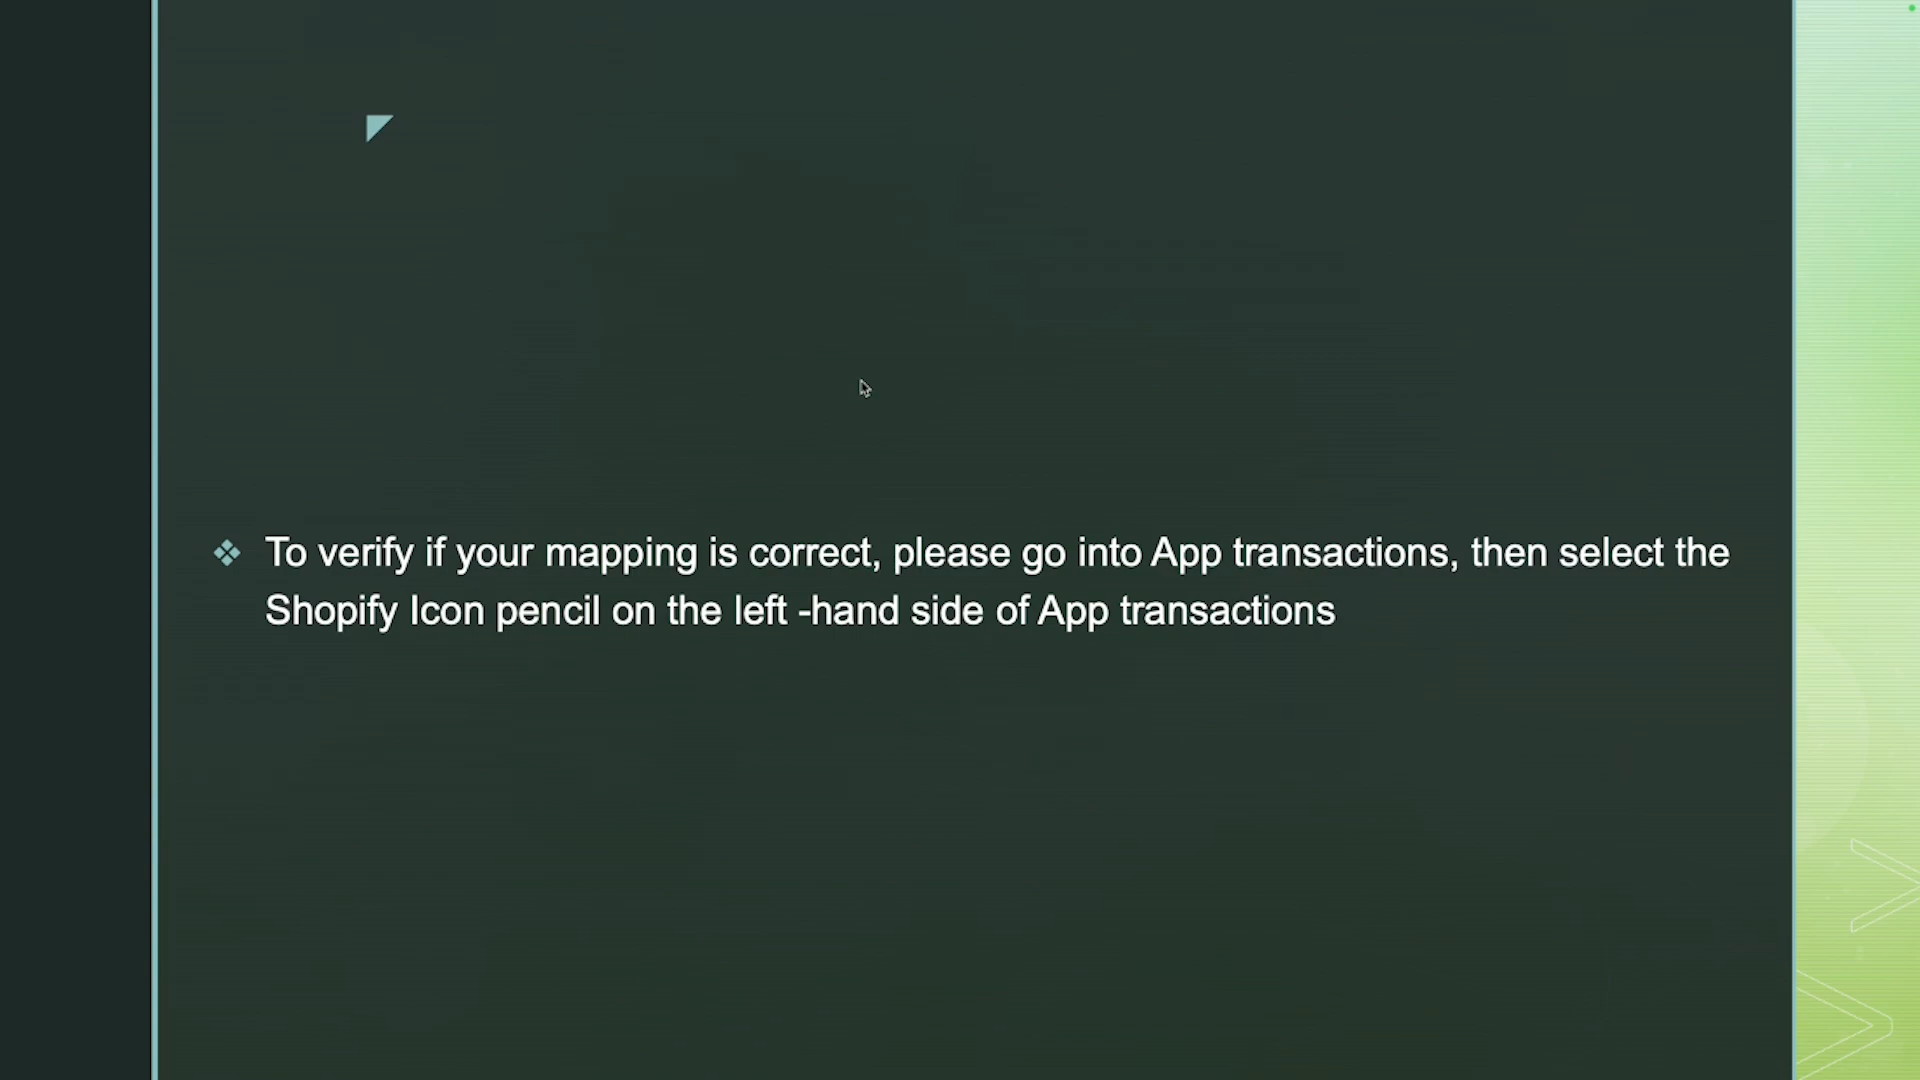 To verify if your mapping is correct, please go into App transactions, then select the
Shopify Icon pencil on the left -hand side of App transactions